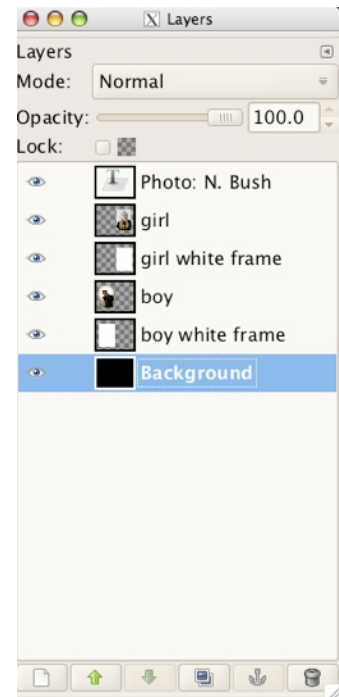 X Layers
Layers
Mode: Normal
Opacity: 100.0
Lock:
T Photo: N. Bush
girl
girl white frame
boy
boy white frame
Background